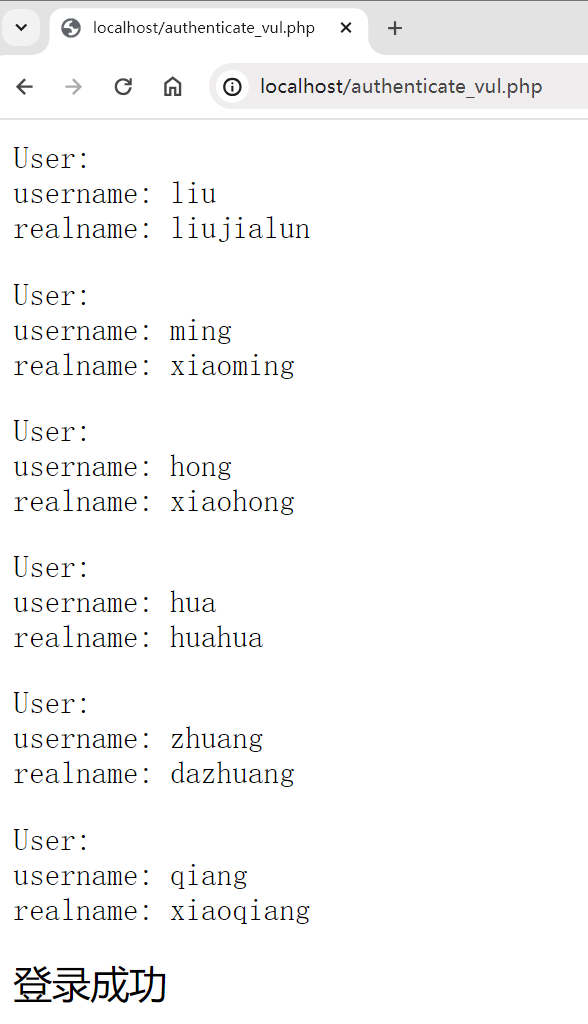 localhost/authenticate_vul.php
localhost/authenticate_vul.php
User:
username: liu
realname: liujialun
User:
username: ming
realname: xiaoming
User:
username: hong
realname: xiaohong
User:
username: hua
realname: huahua
User:
username: zhuang
realname: dazhuang
User:
username: qiang
realname: xiaoqiang
登录成功